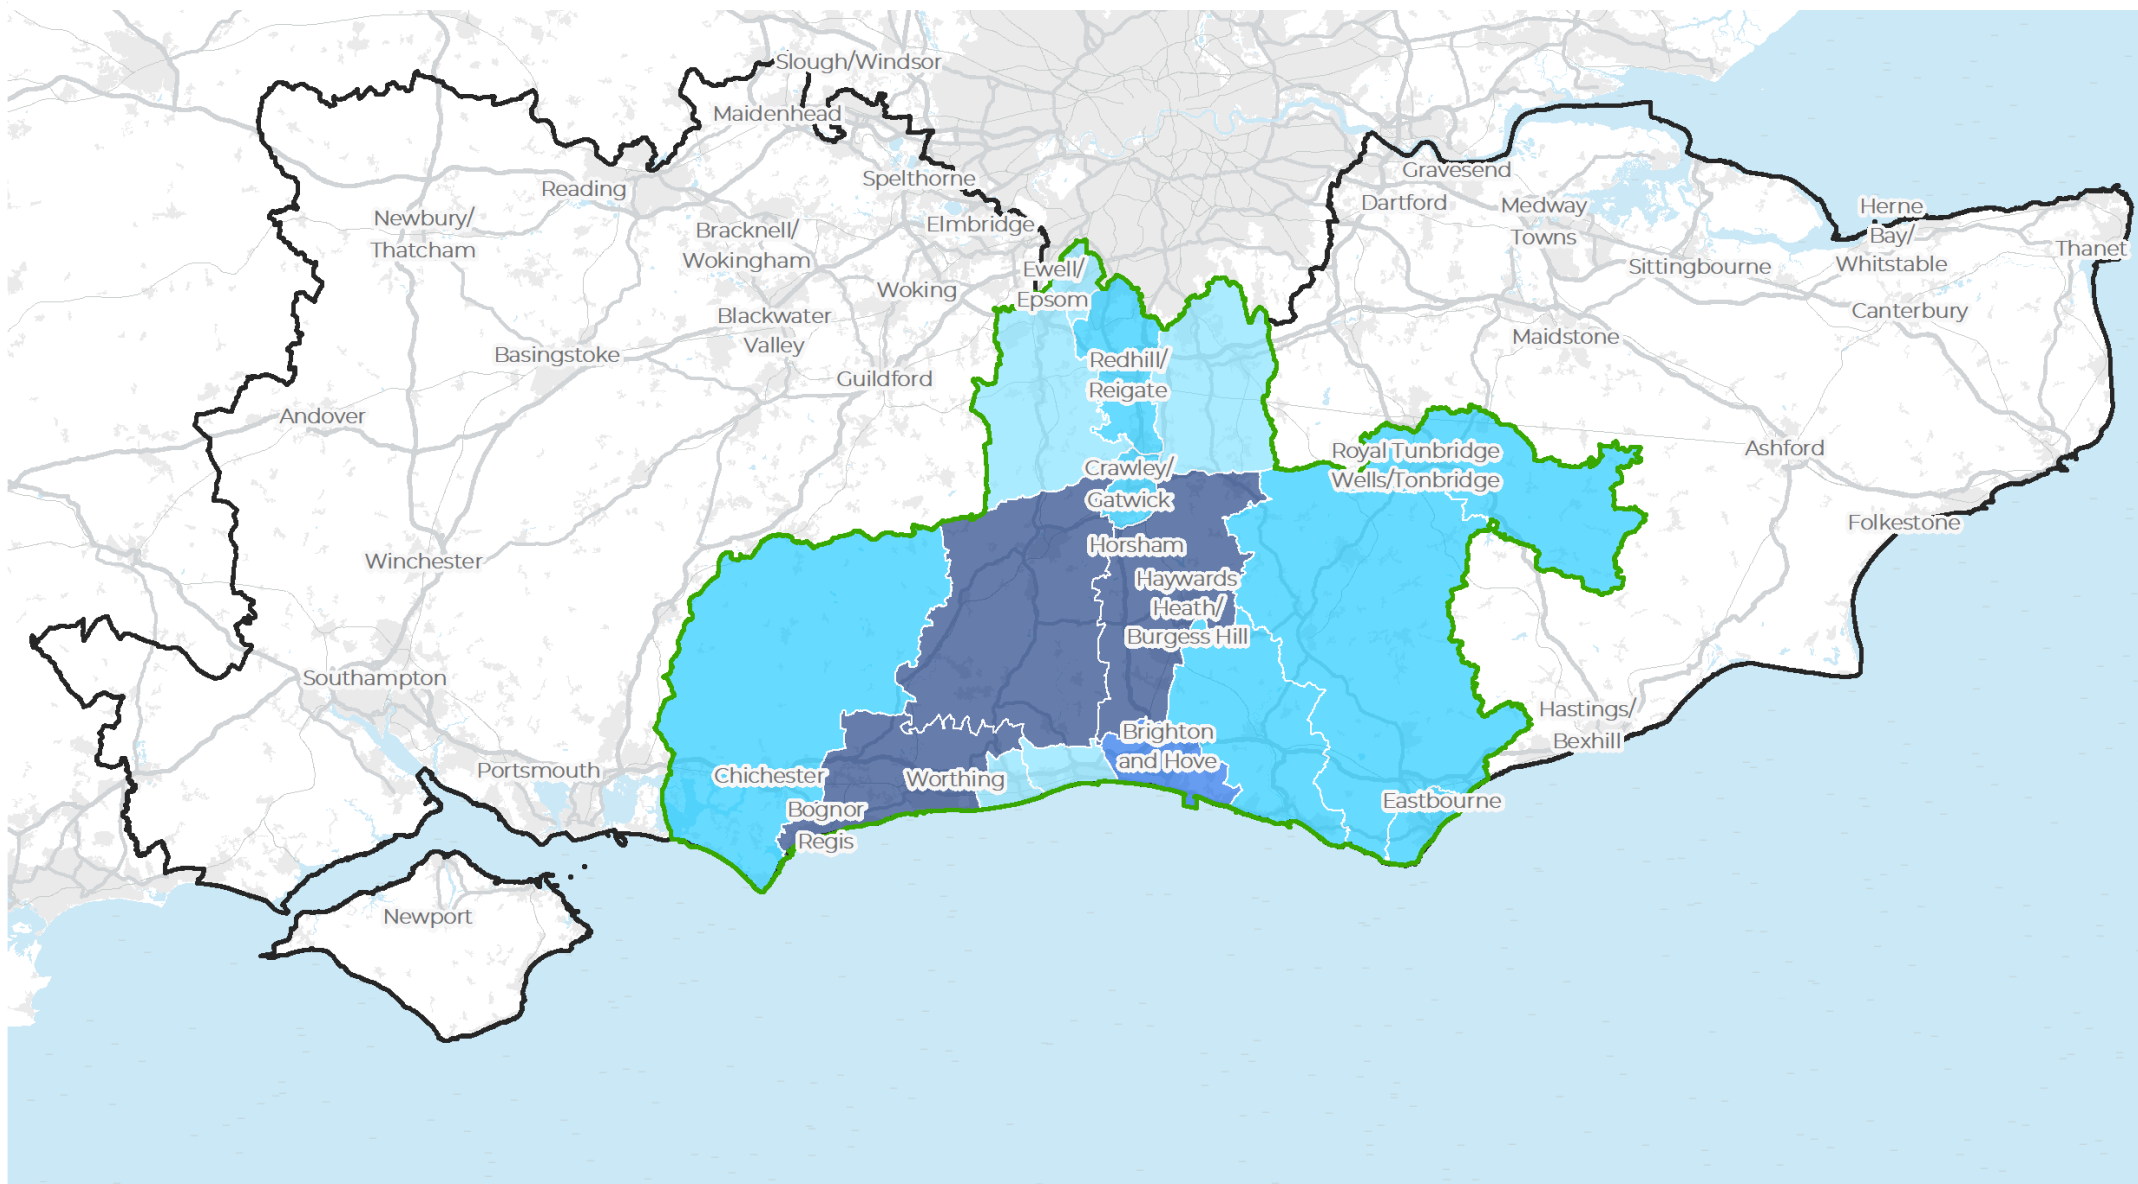 Slough/Windsor
Maidenhead
Reading
Spelthorne
Newbury/
Thatcham
Bracknell/
Wokingham
Elmbridge
Ewell/
Epsom
Woking
Blackwater
Valley
Basingstoke
Guildford
Andover
Winchester
Southampton
Portsmouth
Newport
Gravesend
Dartford
Medway
Towns
Herne
Bay/
Whitstable
Thanet
Sittingbourne
Canterbury
Maidstone
Redhill/
Reigate
Royal Tunbridge
Wells/Tonbridge
Ashford
Crawley/
Gatwick
Folkestone
Horsham
Haywards
Heath/
Burgess Hill
Hastings/
Bexhill
Brighton
and Hove
Chichester
Worthing
Bognor
Regis
Eastbourne